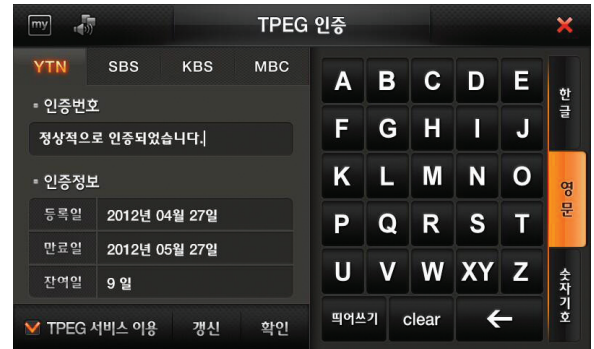 my TPEG 인증
YTN SBS KBS MBC
인증번호
정상적으로 인증되었습니다.
인증정보
등록일 2012년 04월 27일
만료일 2012년 05월 27일
잔여일 9 일
TPEG 서비스 이용 갱신 확인
A B C D E
F G H I J
K L M N O
P Q R S T
U V W XY Z
띄어쓰기 clear ←
한글
영문
숫자기호